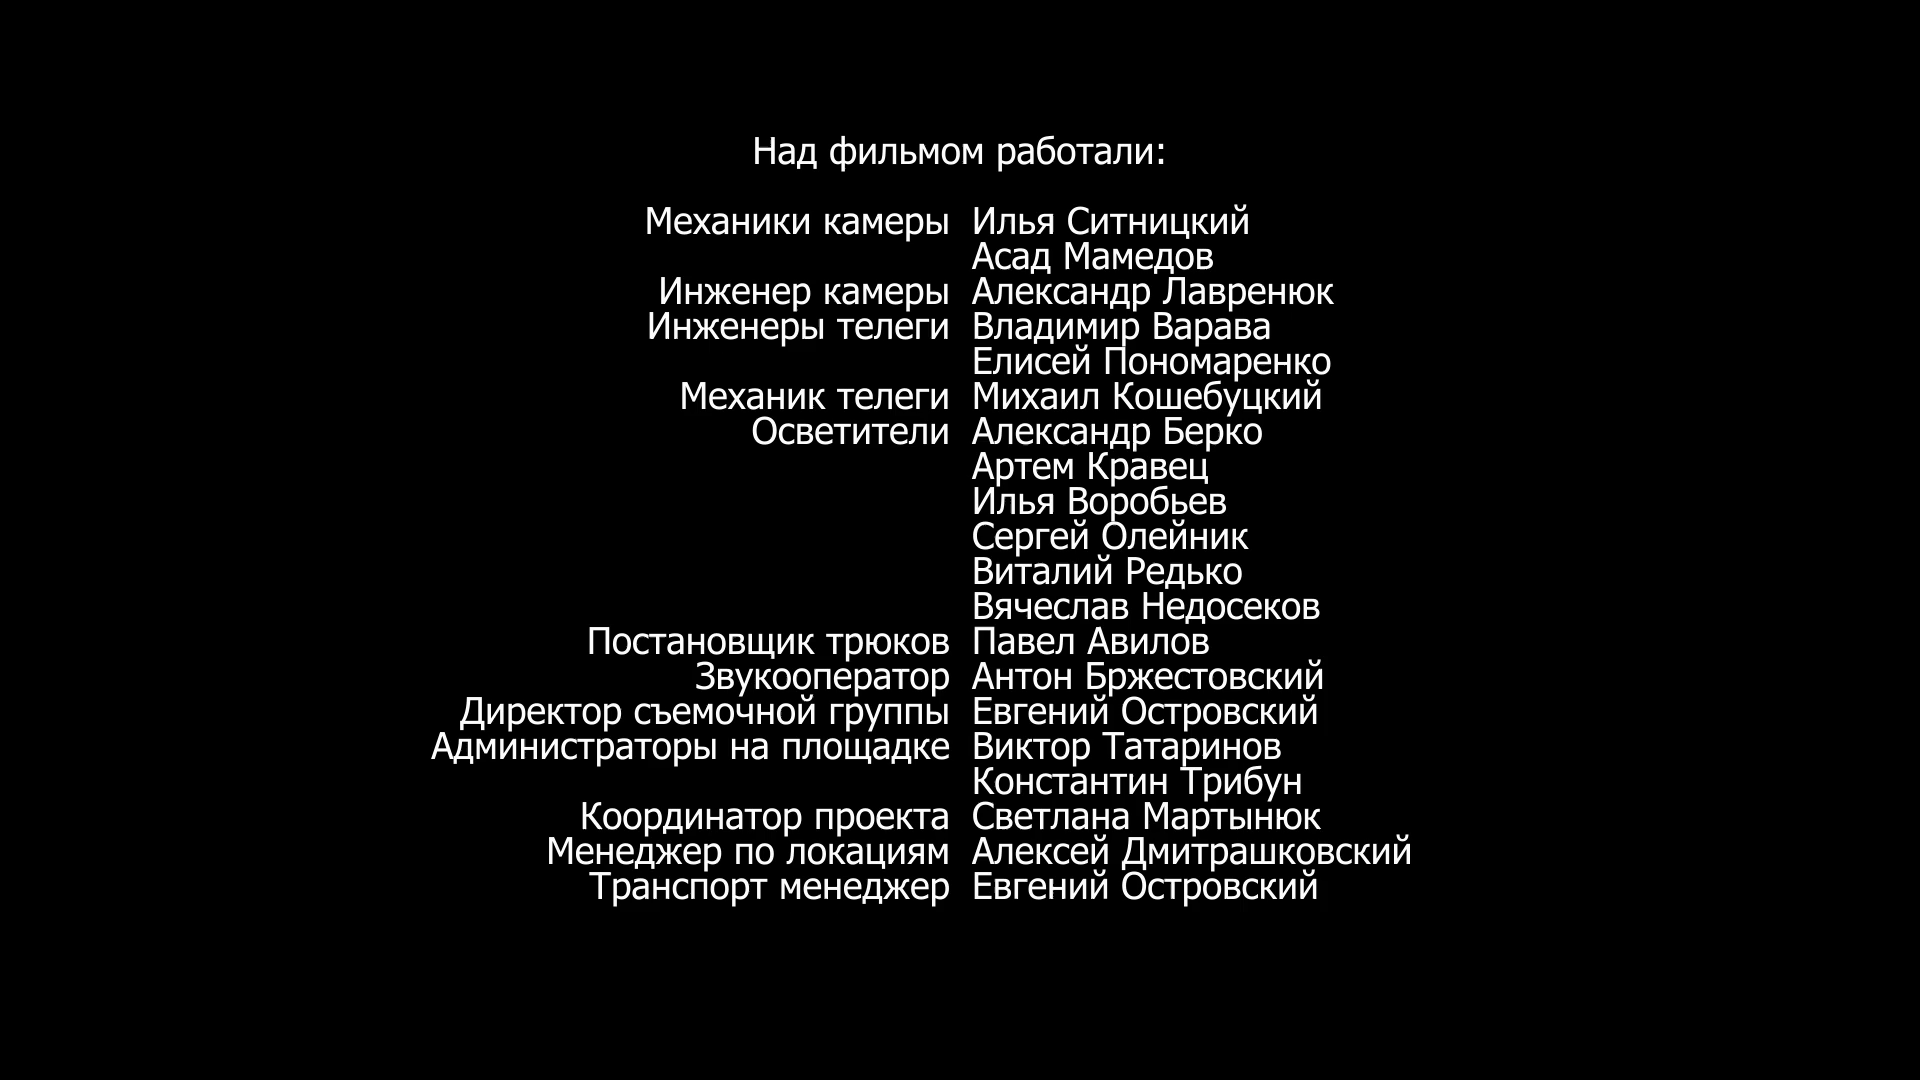 Над фильмом работали:
Механики камеры Илья Ситницкий
Асад Мамедов
Инженер камеры Александр Лавренюк
Инженеры телеги Владимир Варава
Елисей Пономаренко
Механик телеги Михаил Кошебуцкий
Осветители Александр Берко
Артем Кравец
Илья Воробьев
Сергей Олейник
Виталий Редько
Вячеслав Недосеков
Постановщик трюков Павел Авилов
Звукооператор Антон Бржестовский
Директор съемочной группы Евгений Островский
Администраторы на площадке Виктор Татаринов
Константин Трибун
Координатор проекта Светлана Мартынюк
Менеджер по локациям Алексей Дмитрашковский
Транспорт менеджер Евгений Островский